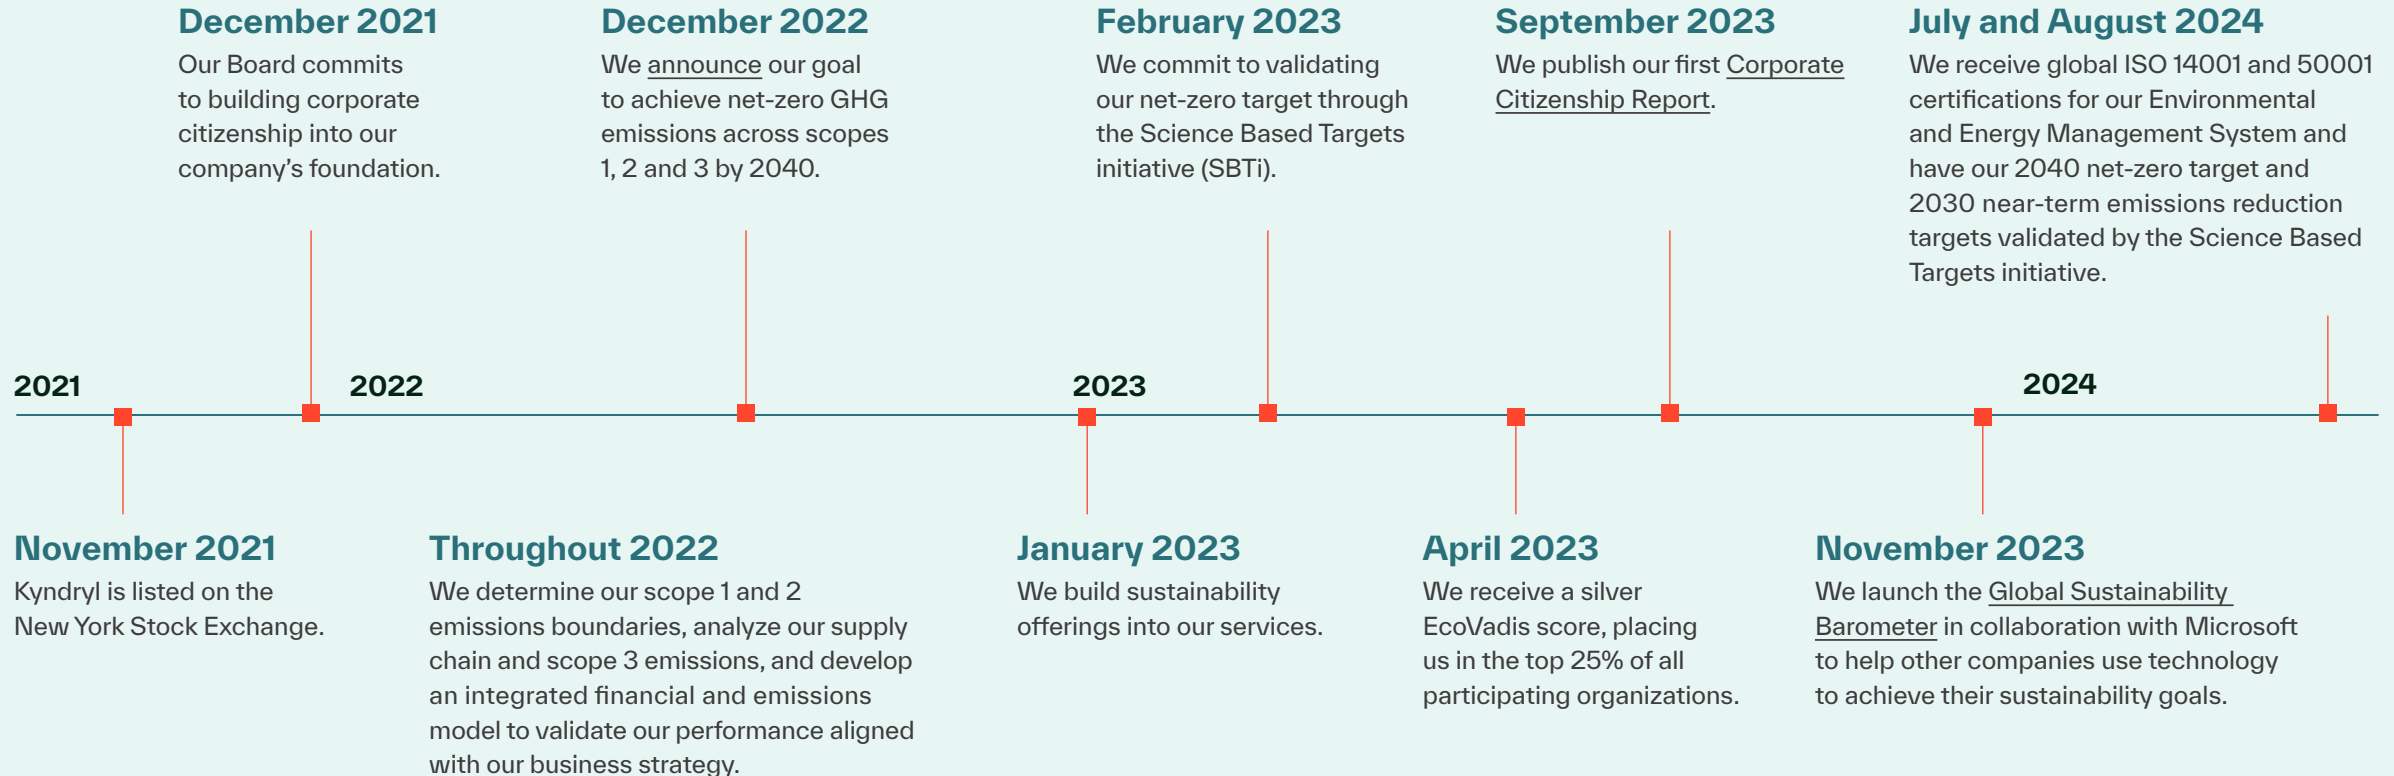 December 2021
Our Board commits
to building corporate
citizenship into our
company’s foundation.
December 2022
We announce our goal
to achieve net-zero GHG
emissions across scopes
1, 2 and 3 by 2040.
February 2023
We commit to validating
our net-zero target through
the Science Based Targets
initiative (SBTi).
September 2023
We publish our first Corporate
Citizenship Report.
July and August 2024
We receive global ISO 14001 and 50001
certifications for our Environmental
and Energy Management System and
have our 2040 net-zero target and
2030 near-term emissions reduction
targets validated by the Science Based
Targets initiative.
2021
2022
2023
2024
November 2021
Kyndryl is listed on the
New York Stock Exchange.
Throughout 2022
We determine our scope 1 and 2
emissions boundaries, analyze our supply
chain and scope 3 emissions, and develop
an integrated financial and emissions
model to validate our performance aligned
with our business strategy.
January 2023
We build sustainability
offerings into our services.
April 2023
We receive a silver
EcoVadis score, placing
us in the top 25% of all
participating organizations.
November 2023
We launch the Global Sustainability
Barometer in collaboration with Microsoft
to help other companies use technology
to achieve their sustainability goals.